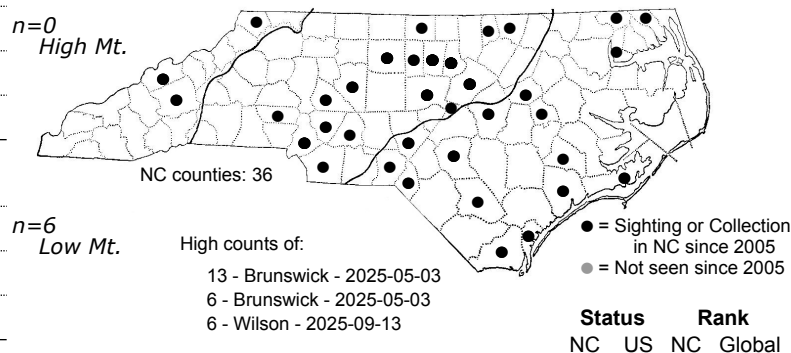 n=0
High Mt.
NC counties: 36
n=6
Low Mt.
High counts of:
13 - Brunswick - 2025-05-03
6 - Brunswick - 2025-05-03
6 - Wilson - 2025-09-13
= Sighting or Collection
in NC since 2005
= Not seen since 2005
Status Rank
NC US NC Global